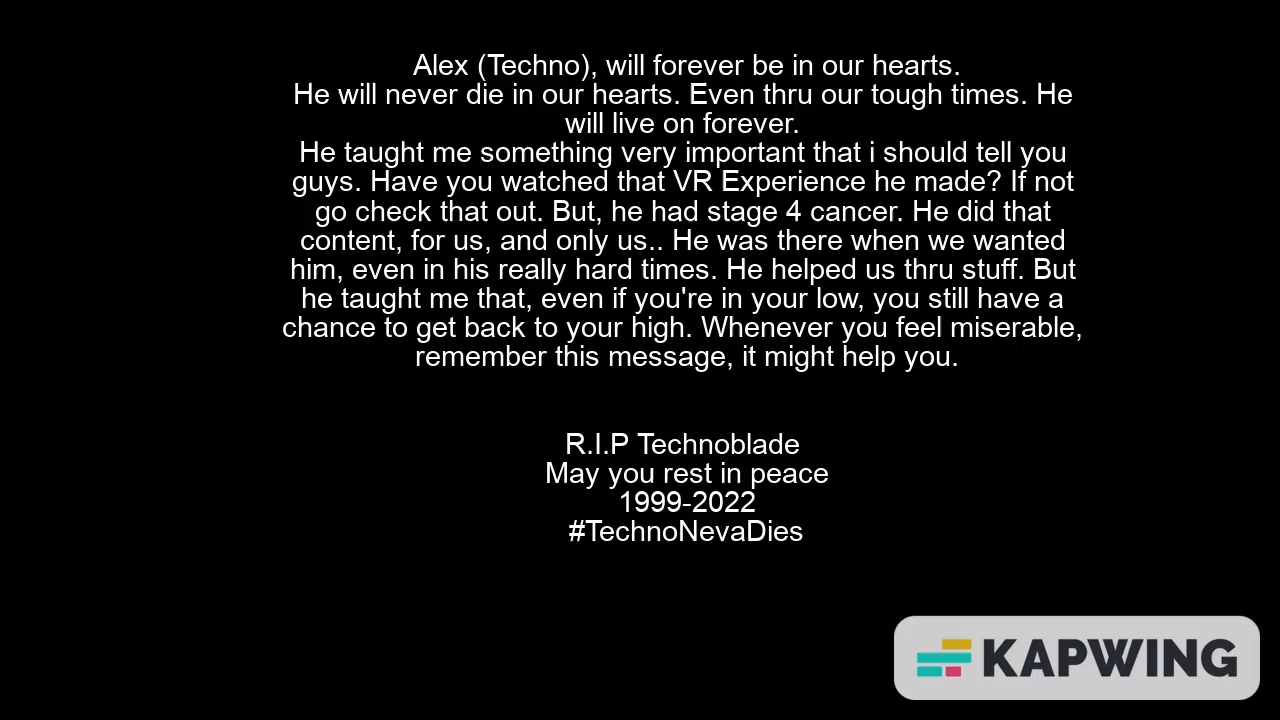 Alex (Techno), will forever be in our hearts.
He will never die in our hearts. Even thru our tough times. He
will live on forever.
He taught me something very important that i should tell you
guys. Have you watched that VR Experience he made? If not
go check that out. But, he had stage 4 cancer. He did that
content, for us, and only us.. He was there when we wanted
him, even in his really hard times. He helped us thru stuff. But
he taught me that, even if you're in your low, you still have a
chance to get back to your high. Whenever you feel miserable,
remember this message, it might help you.
R.I.P Technoblade
May you rest in peace
1999-2022
#TechnoNevaDies
KAPWING